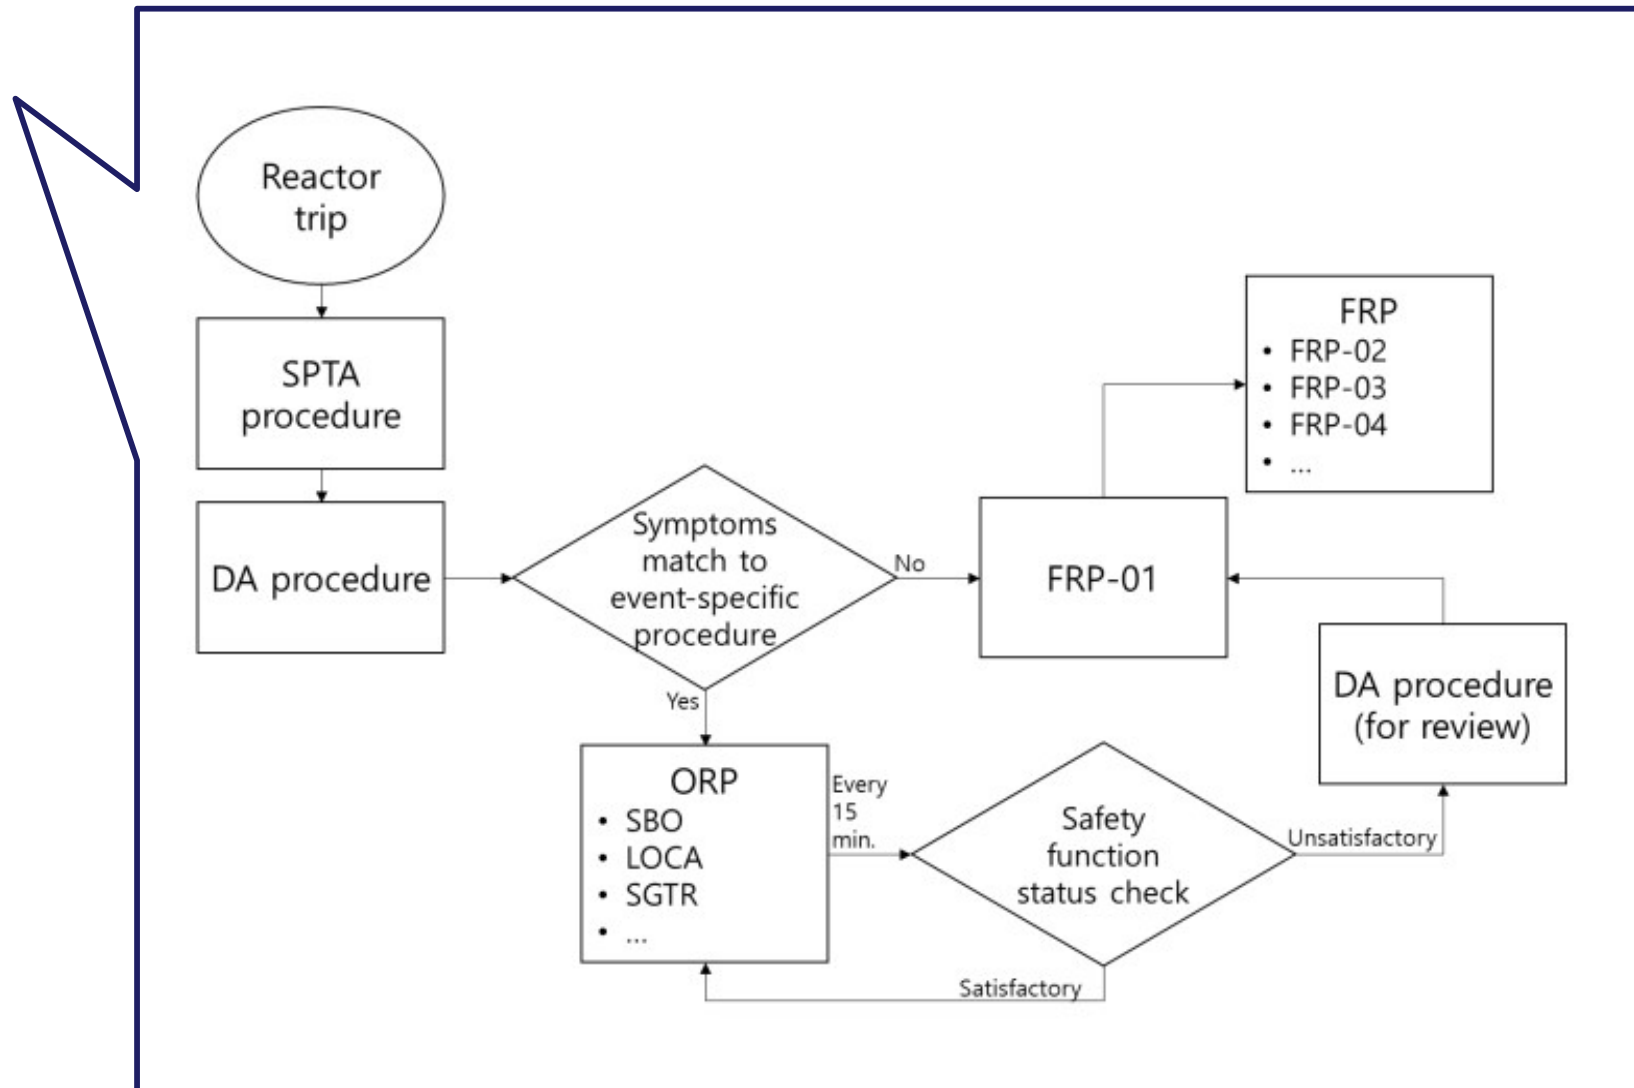 Reactor
trip
SPTA
procedure
DA procedure
Symptoms
match to
event-specific
procedure
No
Yes
FRP-01
FRP
• FRP-02
• FRP-03
• FRP-04
• ...
ORP
• SBO
• LOCA
• SGTR
• ...
Every
15
min.
Safety
function
status check
Satisfactory
Unsatisfactory
DA procedure
(for review)